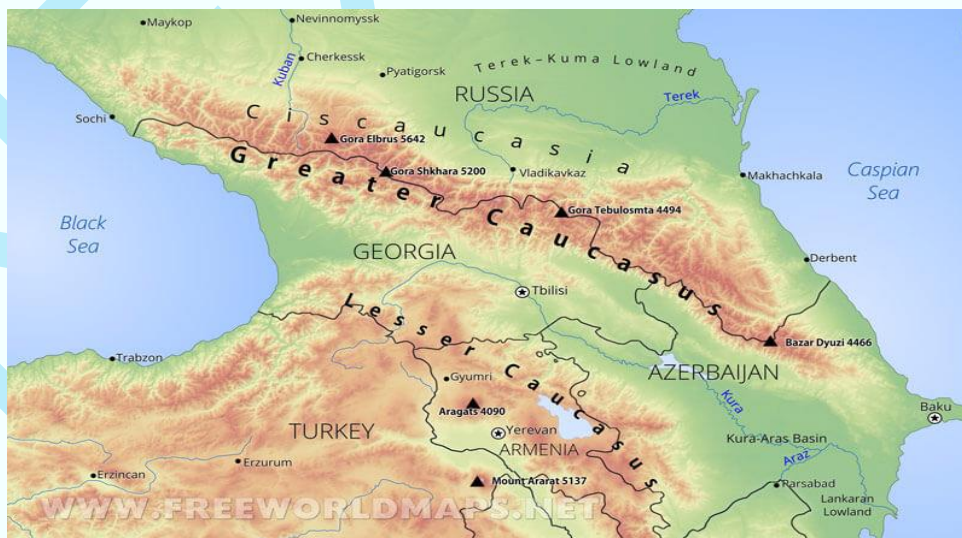 Maykop
Nevinnomyssk
Cherkessk
Kuban
Pyatigorsk
Terek–Kuma Lowland
RUSSIA
Terek
Sochi
Ciscaucasia
Gora Elbrus 5642
Gora Shkhara 5200
Vladikavkaz
Makhachkala
Caspian
Sea
Greater Caucasus
Gora Tebulosmta 4494
Black
Sea
GEORGIA
Derbent
Tbilisi
Lesser Caucasus
Bazar Dyuzi 4466
Trabzon
Gyumri
AZERBAIJAN
Aragats 4090
Kura
Baku
TURKEY
Yerevan
ARMENIA
Kura-Aras Basin
Erzincan
Erzurum
Araz
Mount Ararat 5137
Parsabad
Lankaran
Lowland
WWW.FREEWORLDMAPS.NET